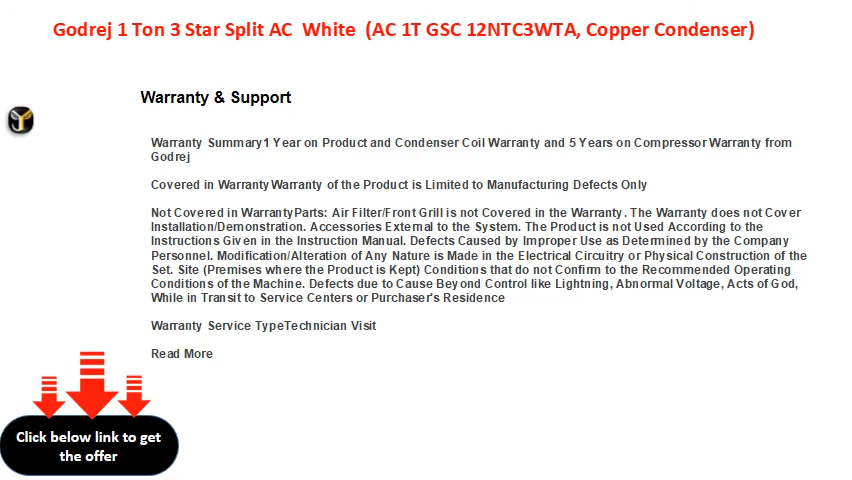 Godrej 1 Ton 3 Star Split AC White (AC 1T GSC 12NTC3WTA, Copper Condenser)
Warranty & Support
Warranty Summary1 Year on Product and Condenser Coil Warranty and 5 Years on Compressor Warranty from
Godrej
Covered in WarrantyWarranty of the Product is Limited to Manufacturing Defects Only
Not Covered in WarrantyParts: Air Filter/Front Grill is not Covered in the Warranty. The Warranty does not Cover
Installation/Demonstration. Accessories External to the System. The Product is not Used According to the
Instructions Given in the Instruction Manual. Defects Caused by Improper Use as Determined by the Company
Personnel. Modification/Alteration of Any Nature is Made in the Electrical Circuitry or Physical Construction of the
Set. Site (Premises where the Product is Kept) Conditions that do not Confirm to the Recommended Operating
Conditions of the Machine. Defects due to Cause Beyond Control like Lightning, Abnormal Voltage, Acts of God,
While in Transit to Service Centers or Purchaser's Residence
Warranty Service TypeTechnician Visit
Read More
Click below link to get
the offer